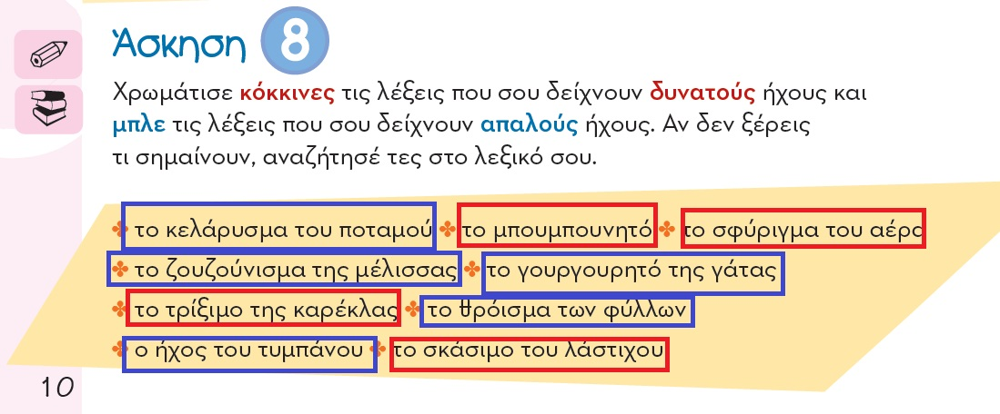 Άσκηση 8
Χρωμάτισε κόκκινες τις λέξεις που σου δείχνουν δυνατούς ήχους και
μπλε τις λέξεις που σου δείχνουν απαλούς ήχους. Αν δεν ξέρεις
τι σημαίνουν, αναζήτησέ τες στο λεξικό σου.
το κελάρυσμα του ποταμού το μπουμπουνητό το σφύριγμα του αέρα
το ζουζούνισμα της μέλισσας το γουργουρητό της γάτας
το τρίξιμο της καρέκλας το θρόισμα των φύλλων
ο ήχος του τυμπάνου το σκάσιμο του λάστιχου
10